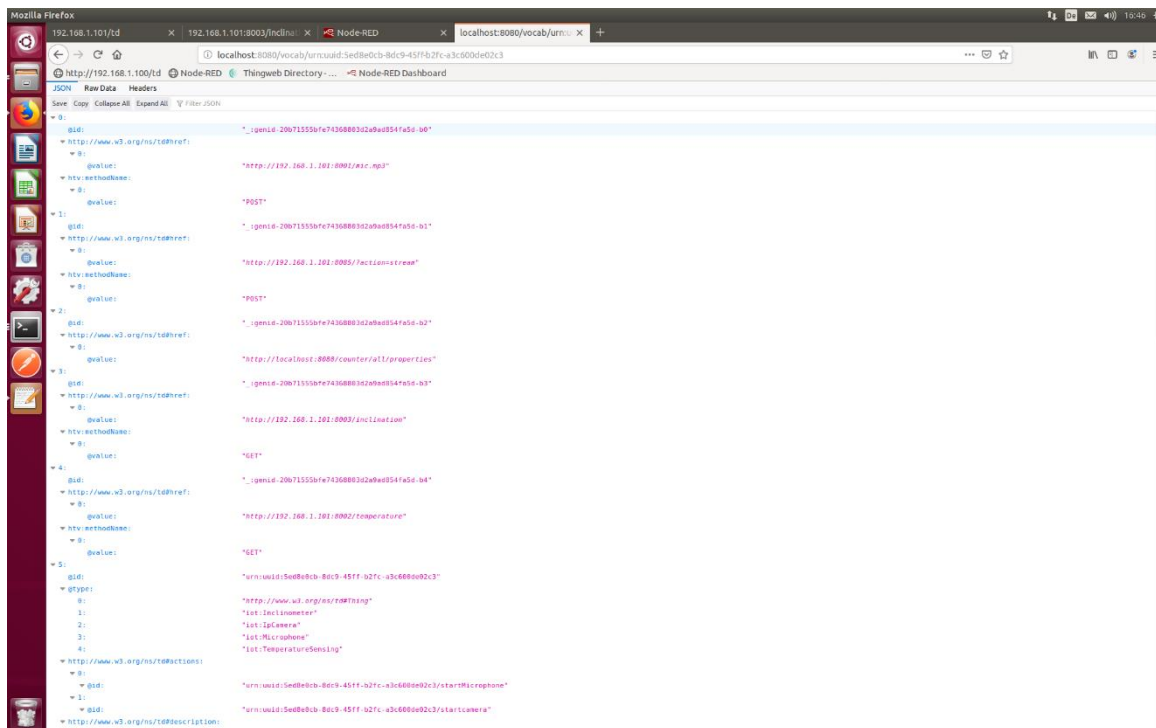 Mozilla Firefox
De 16:46
192.168.1.101/td × 192.168.1.101:8003/inclinat × Node-RED × localhost:8080/vocab/urn:u × +
localhost:8080/vocab/urn:uuid:5ed8e0cb-8dc9-45ff-b2fc-a3c600de02c3
http://192.168.1.100/td Node-RED Thingweb Directory - ... Node-RED Dashboard
JSON Raw Data Headers
Save Copy Collapse All Expand All Filter JSON
0:
@id: "_:genid-20b71555bfe74368803d2a9ad854fa5d-b0"
http://www.w3.org/ns/td#href:
0:
@value: "http://192.168.1.101:8001/mic.mp3"
htv:methodName:
0:
@value: "POST"
1:
@id: "_:genid-20b71555bfe74368803d2a9ad854fa5d-b1"
http://www.w3.org/ns/td#href:
0:
@value: "http://192.168.1.101:8085/?action=stream"
htv:methodName:
0:
@value: "POST"
2:
@id: "_:genid-20b71555bfe74368803d2a9ad854fa5d-b2"
http://www.w3.org/ns/td#href:
0:
@value: "http://localhost:8080/counter/all/properties"
3:
@id: "_:genid-20b71555bfe74368803d2a9ad854fa5d-b3"
http://www.w3.org/ns/td#href:
0:
@value: "http://192.168.1.101:8003/inclination"
htv:methodName:
0:
@value: "GET"
4:
@id: "_:genid-20b71555bfe74368803d2a9ad854fa5d-b4"
http://www.w3.org/ns/td#href:
0:
@value: "http://192.168.1.101:8002/temperature"
htv:methodName:
0:
@value: "GET"
5:
@id: "urn:uuid:5ed8e0cb-8dc9-45ff-b2fc-a3c600de02c3"
@type:
0: "http://www.w3.org/ns/td#Thing"
1: "iot:Inclinometer"
2: "iot:IpCamera"
3: "iot:Microphone"
4: "iot:TemperatureSensing"
http://www.w3.org/ns/td#actions:
0:
@id: "urn:uuid:5ed8e0cb-8dc9-45ff-b2fc-a3c600de02c3/startMicrophone"
1:
@id: "urn:uuid:5ed8e0cb-8dc9-45ff-b2fc-a3c600de02c3/startcamera"
http://www.w3.org/ns/td#description: